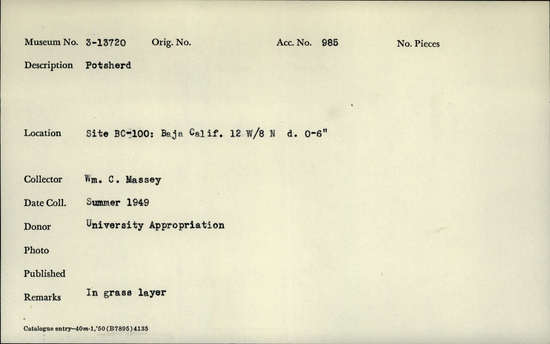 Museum No. 3-13720 Orig. No. Acc. No. 985 No. Pieces
Description Potsherd
Location Site BC-100: Baja Calif. 12 W/8 N d. 0-6"
Collector Wm. C. Massey
Date Coll. Summer 1949
Donor University Appropriation
Photo
Published
Remarks In grass layer
Catalogue entry—40m-1,'50 (B7895) 4135